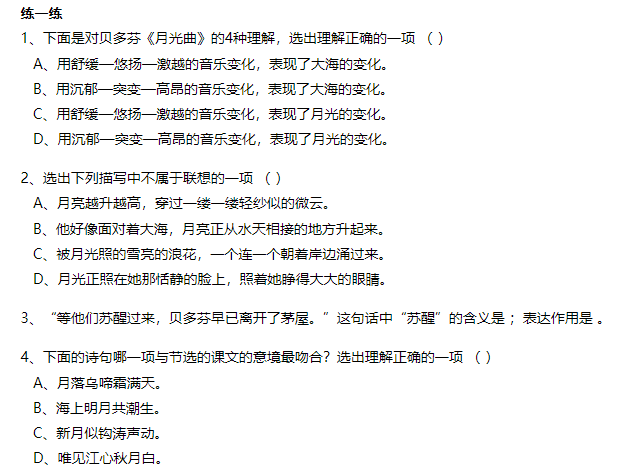 练一练
1、下面是对贝多芬《月光曲》的4种理解，选出理解正确的一项 （ ）
A、用舒缓—悠扬—激越的音乐变化，表现了大海的变化。
B、用沉郁—突变—高昂的音乐变化，表现了大海的变化。
C、用舒缓—悠扬—激越的音乐变化，表现了月光的变化。
D、用沉郁—突变—高昂的音乐变化，表现了月光的变化。
2、选出下列描写中不属于联想的一项 （ ）
A、月亮越升越高，穿过一缕一缕轻纱似的微云。
B、他好像面对着大海，月亮正从水天相接的地方升起来。
C、被月光照的雪亮的浪花，一个连一个朝着岸边涌过来。
D、月光正照在她那恬静的脸上，照着她睁得大大的眼睛。
3、“等他们苏醒过来，贝多芬早已离开了茅屋。”这句话中“苏醒”的含义是 ；表达作用是 。
4、下面的诗句哪一项与节选的课文的意境最吻合？选出理解正确的一项 （ ）
A、月落乌啼霜满天。
B、海上明月共潮生。
C、新月似钩涛声动。
D、唯见江心秋月白。